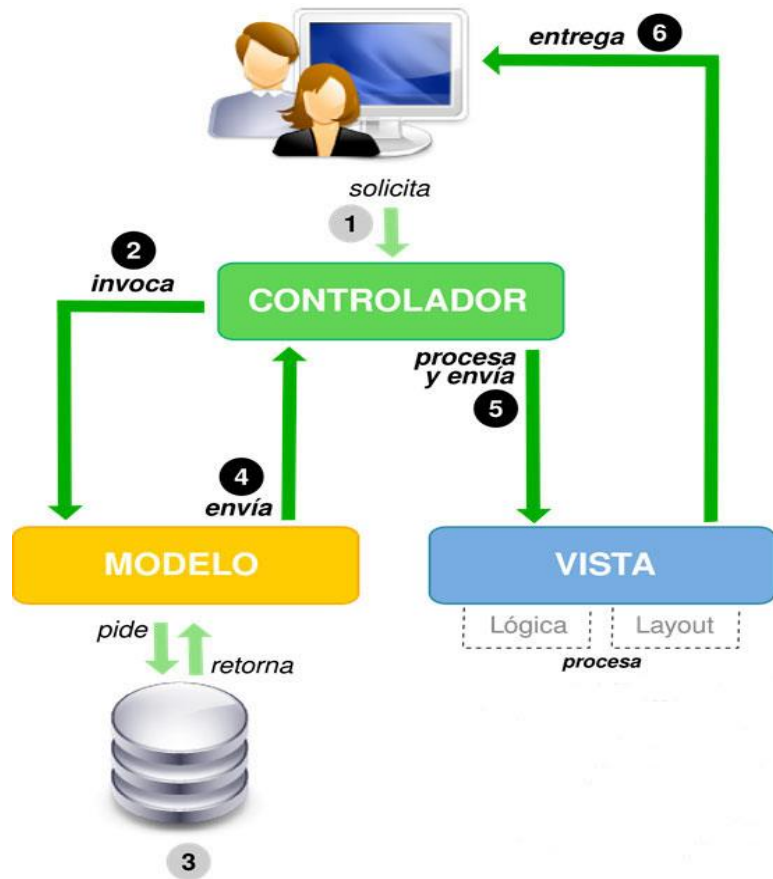 entrega 6
solicita
1
2
invoca
CONTROLADOR
procesa
y envía
5
4
envía
MODELO
VISTA
pide
retorna
Lógica
Layout
procesa
3